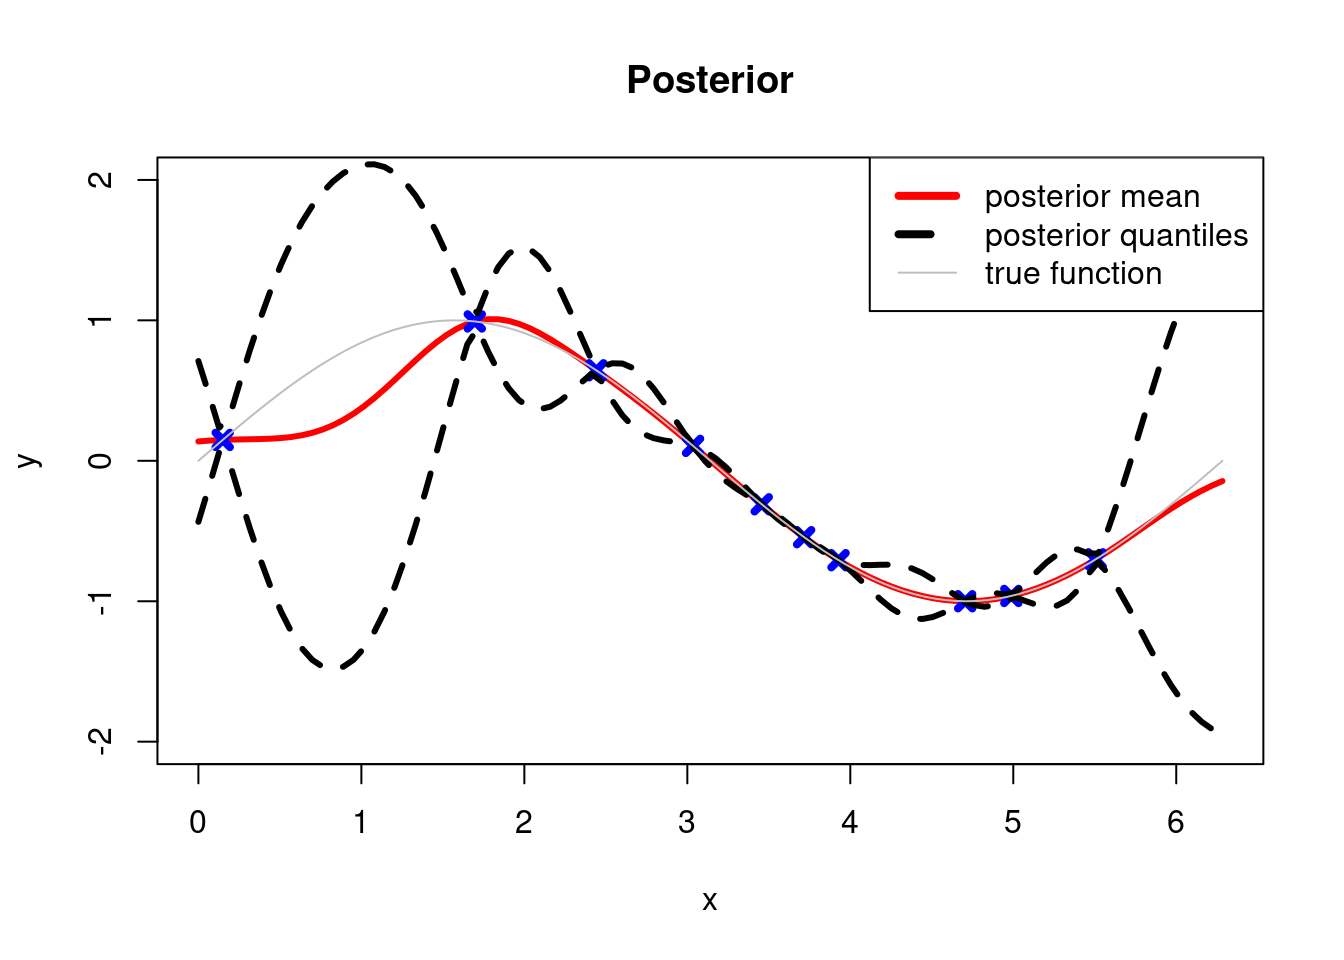 Posterior
posterior mean
posterior quantiles
true function
2
1
0
-1
-2
y
0 1 2 3 4 5 6
x